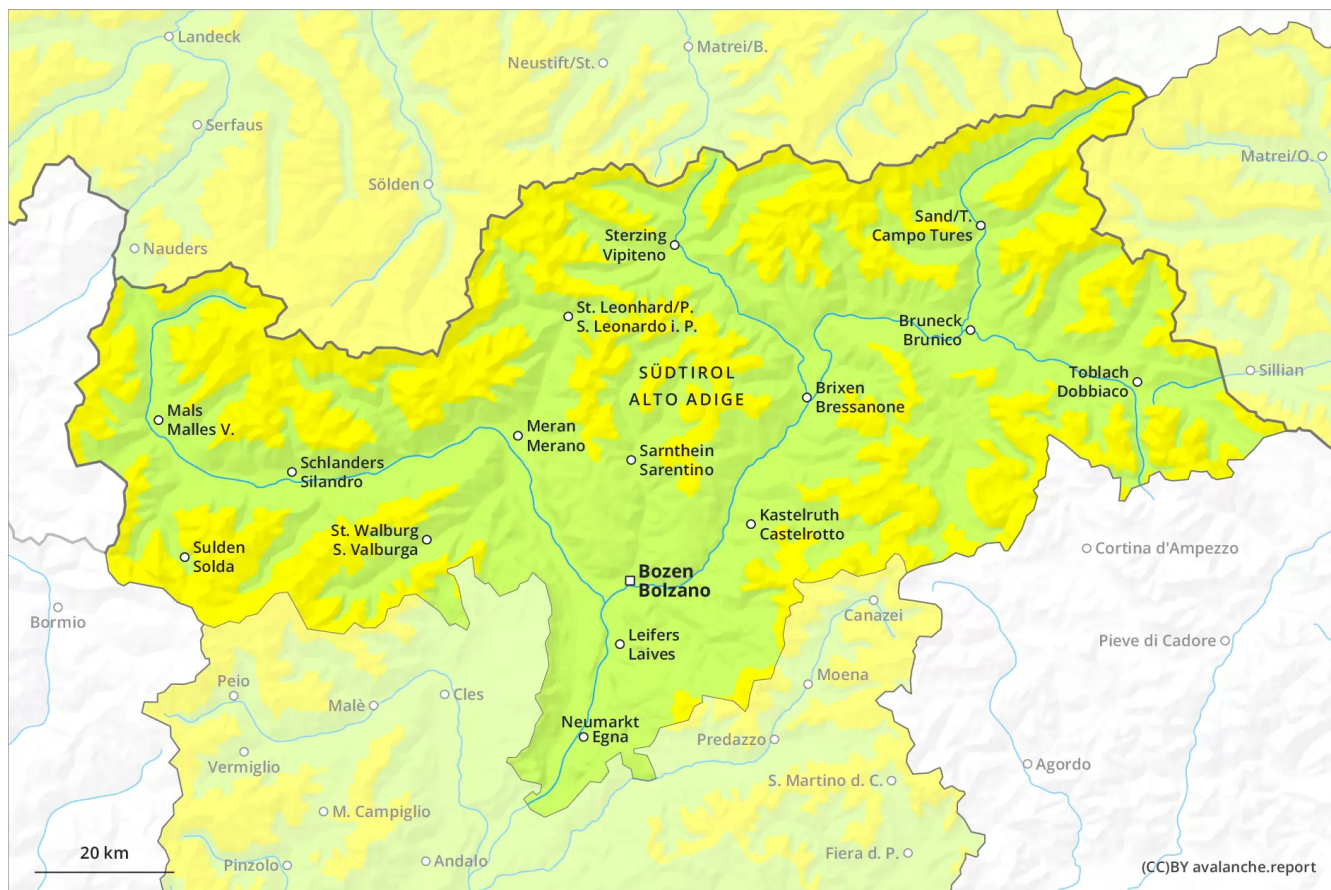 Landeck
Matrei/B.
Neustift/St.
Serfaus
Matrei/O.
Sölden
Sand/T.
Campo Tures
Nauders
Sterzing
Vipiteno
St. Leonhard/P.
S. Leonardo i. P.
Bruneck
Brunico
SÜDTIROL
ALTO ADIGE
Toblach
Dobbiaco
Sillian
Brixen
Bressanone
Mals
Malles V.
Meran
Merano
Sarnthein
Sarentino
Schlanders
Silandro
Kastelruth
Castelrotto
St. Walburg
S. Valburga
Sulden
Solda
Cortina d'Ampezzo
Bozen
Bolzano
Bormio
Canazei
Leifers
Laives
Pieve di Cadore
Peio
Moena
Malè
Cles
Neumarkt
Egna
Predazzo
Vermiglio
Agordo
S. Martino d. C.
M. Campiglio
20 km
Pinzolo
Andalo
Fiera d. P.
(CC)BY avalanche.report